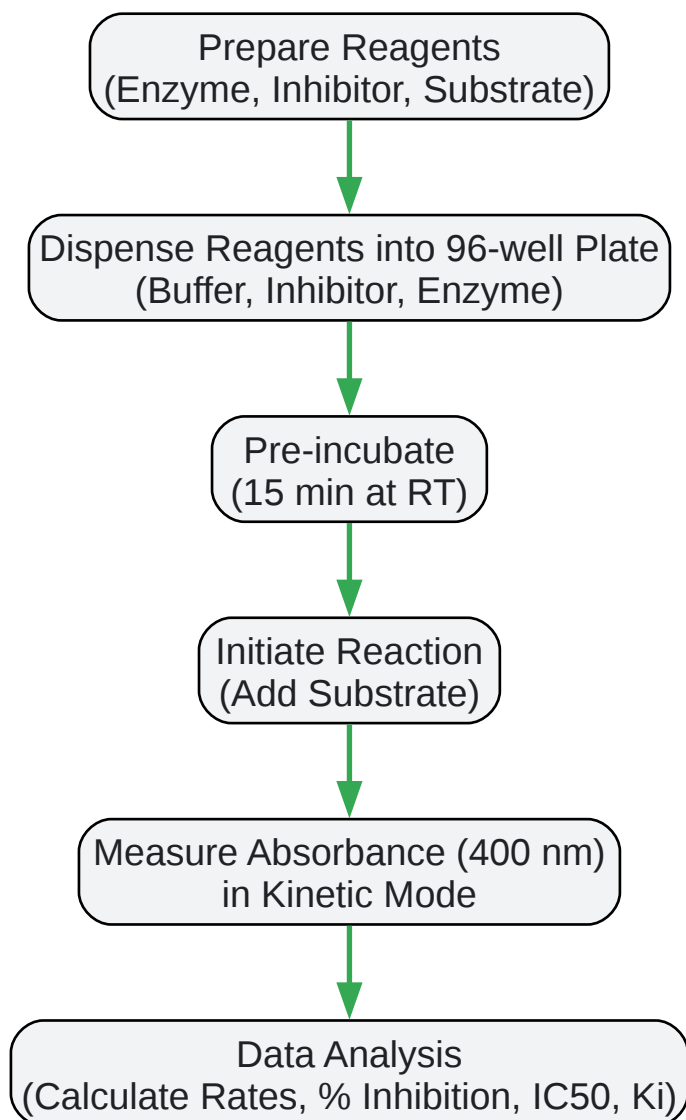 Prepare Reagents
(Enzyme, Inhibitor, Substrate)
Dispense Reagents into 96-well Plate
(Buffer, Inhibitor, Enzyme)
Pre-incubate
(15 min at RT)
Initiate Reaction
(Add Substrate)
Measure Absorbance (400 nm)
in Kinetic Mode
Data Analysis
(Calculate Rates, % Inhibition, IC50, Ki)